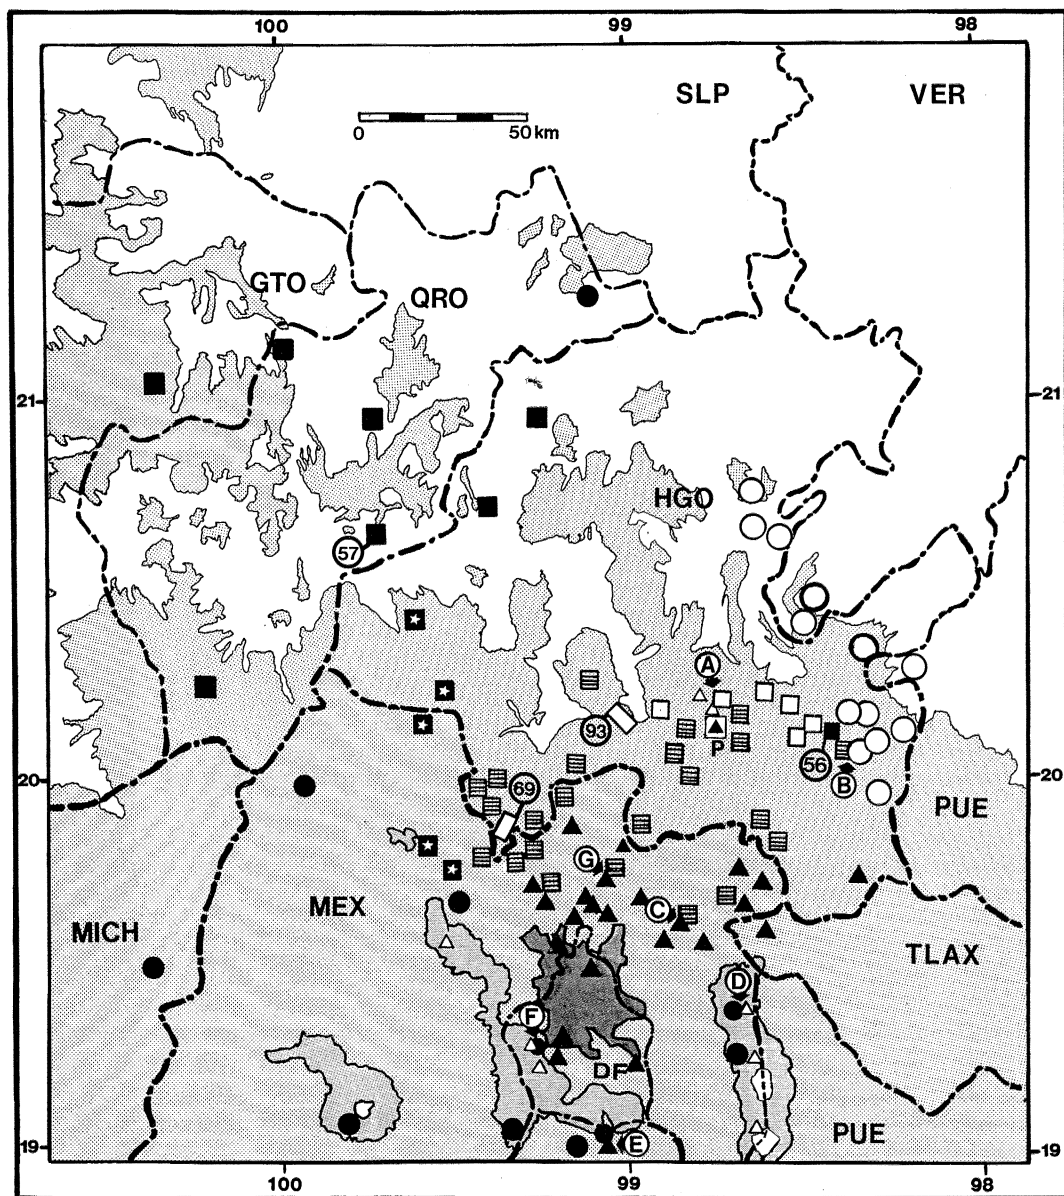 100 99 98
SLP VER
0 50 km
GTO QRO
21 21
HGO
57
A
93 P
56
20 69 B 20
PUE
G
MEX C
MICH TLAX
D
F
DF
PUE
19 E 19
100 99 98